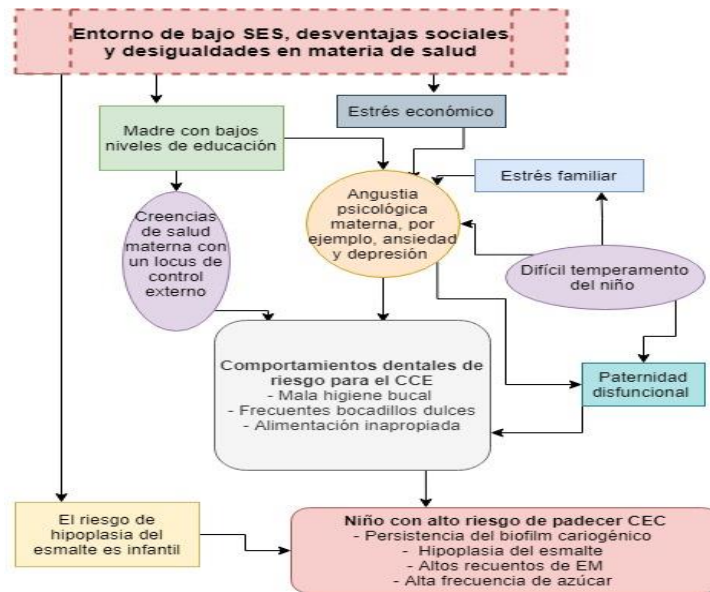 Entorno de bajo SES, desventajas sociales
y desigualdades en materia de salud
Estrés económico
Madre con bajos
niveles de educación
Estrés familiar
Angustia
psicológica
materna, por
ejemplo, ansiedad
y depresión
Creencias
de salud
materna con
un locus de
control
externo
Difícil temperamento
del niño
Comportamientos dentales de
riesgo para el CCE
- Mala higiene bucal
- Frecuentes bocadillos dulces
- Alimentación inapropiada
Paternidad
disfuncional
El riesgo de
hipoplasia del
esmalte es infantil
Niño con alto riesgo de padecer CEC
- Persistencia del biofilm cariogénico
- Hipoplasia del esmalte
- Altos recuentos de EM
- Alta frecuencia de azúcar